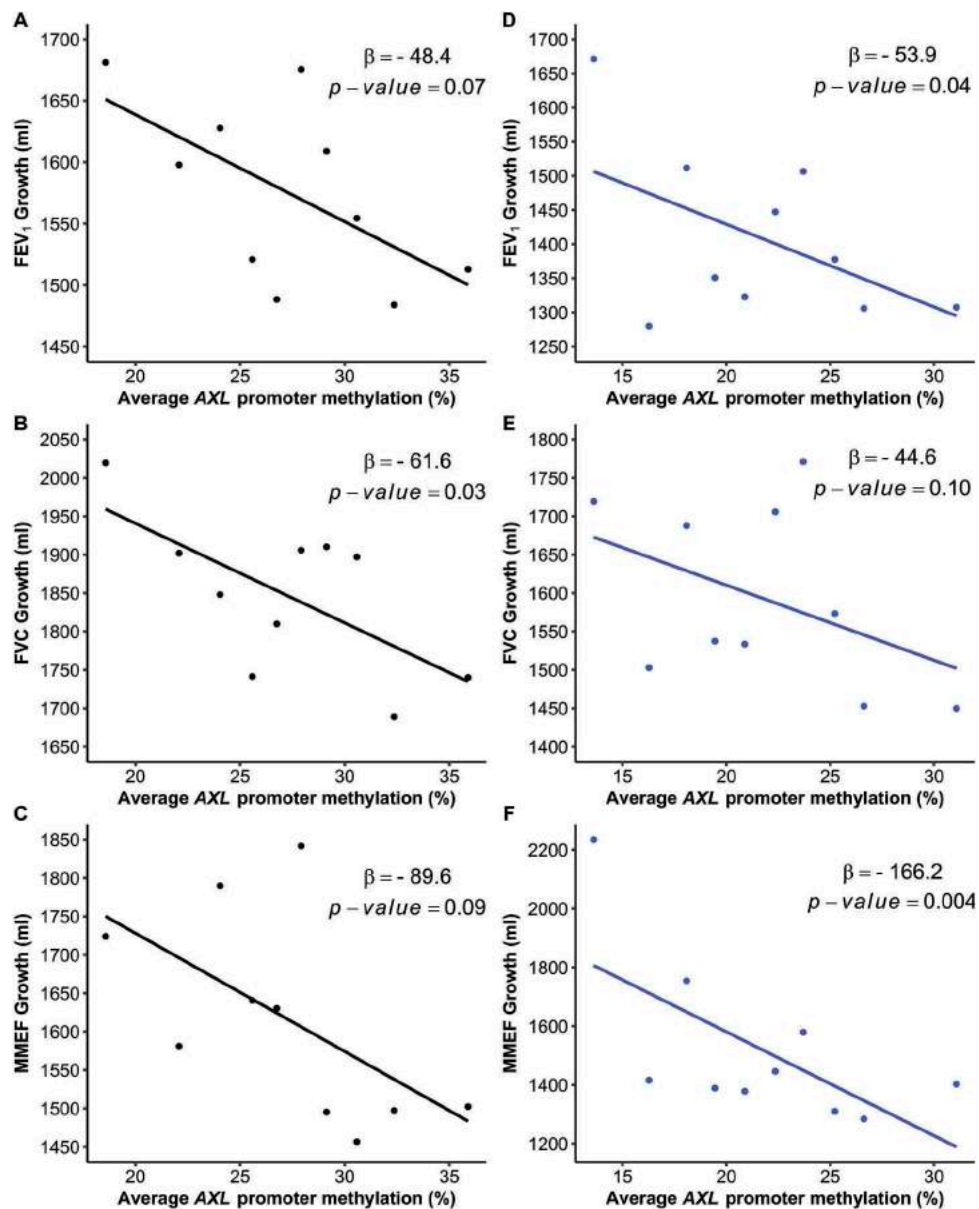 A
1700
1650
1600
1550
1500
1450
FEV₁ Growth (ml)
β = - 48.4
p – value = 0.07
20 25 30 35
Average AXL promoter methylation (%)
D
1700
1650
1600
1550
1500
1450
1400
1350
1300
1250
FEV₁ Growth (ml)
β = - 53.9
p – value = 0.04
15 20 25 30
Average AXL promoter methylation (%)
B
2050
2000
1950
1900
1850
1800
1750
1700
1650
FVC Growth (ml)
β = - 61.6
p – value = 0.03
20 25 30 35
Average AXL promoter methylation (%)
E
1800
1750
1700
1650
1600
1550
1500
1450
1400
FVC Growth (ml)
β = - 44.6
p – value = 0.10
15 20 25 30
Average AXL promoter methylation (%)
C
1850
1800
1750
1700
1650
1600
1550
1500
1450
MMEF Growth (ml)
β = - 89.6
p – value = 0.09
20 25 30 35
Average AXL promoter methylation (%)
F
2200
2000
1800
1600
1400
1200
MMEF Growth (ml)
β = - 166.2
p – value = 0.004
15 20 25 30
Average AXL promoter methylation (%)